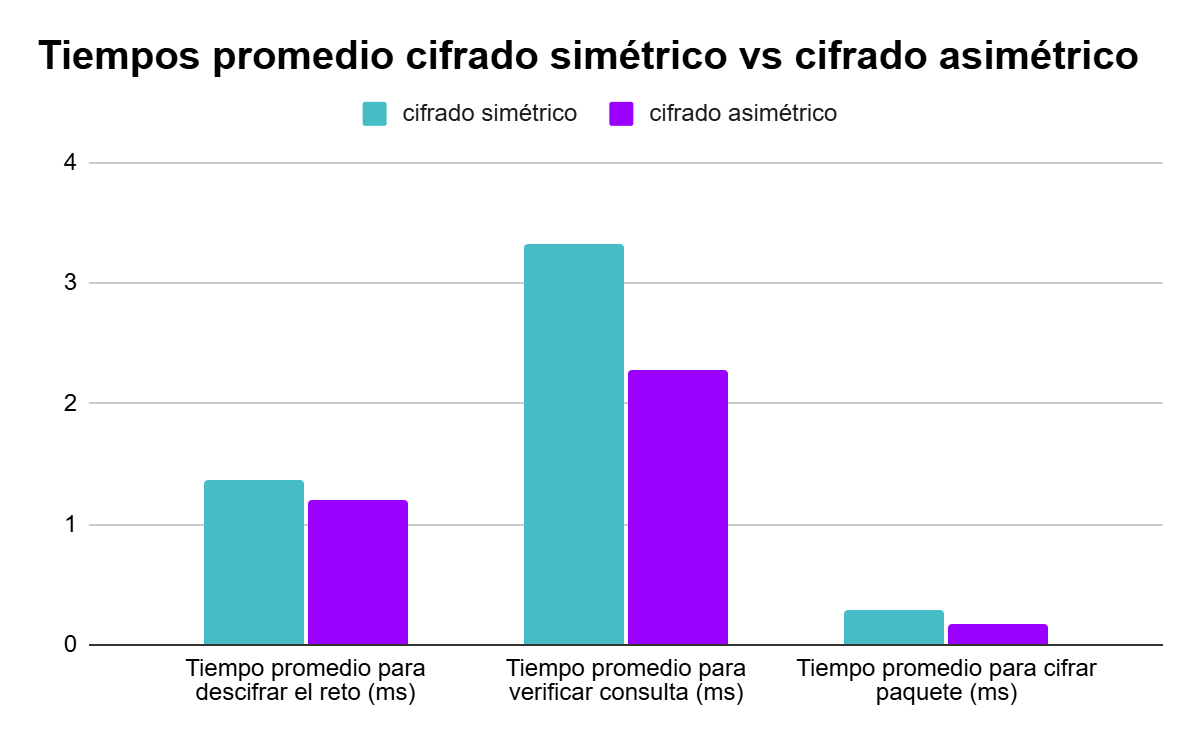 Tiempos promedio cifrado simétrico vs cifrado asimétrico
cifrado simétrico
cifrado asimétrico
4
3
2
1
0
Tiempo promedio para
descifrar el reto (ms)
Tiempo promedio para
verificar consulta (ms)
Tiempo promedio para cifrar
paquete (ms)